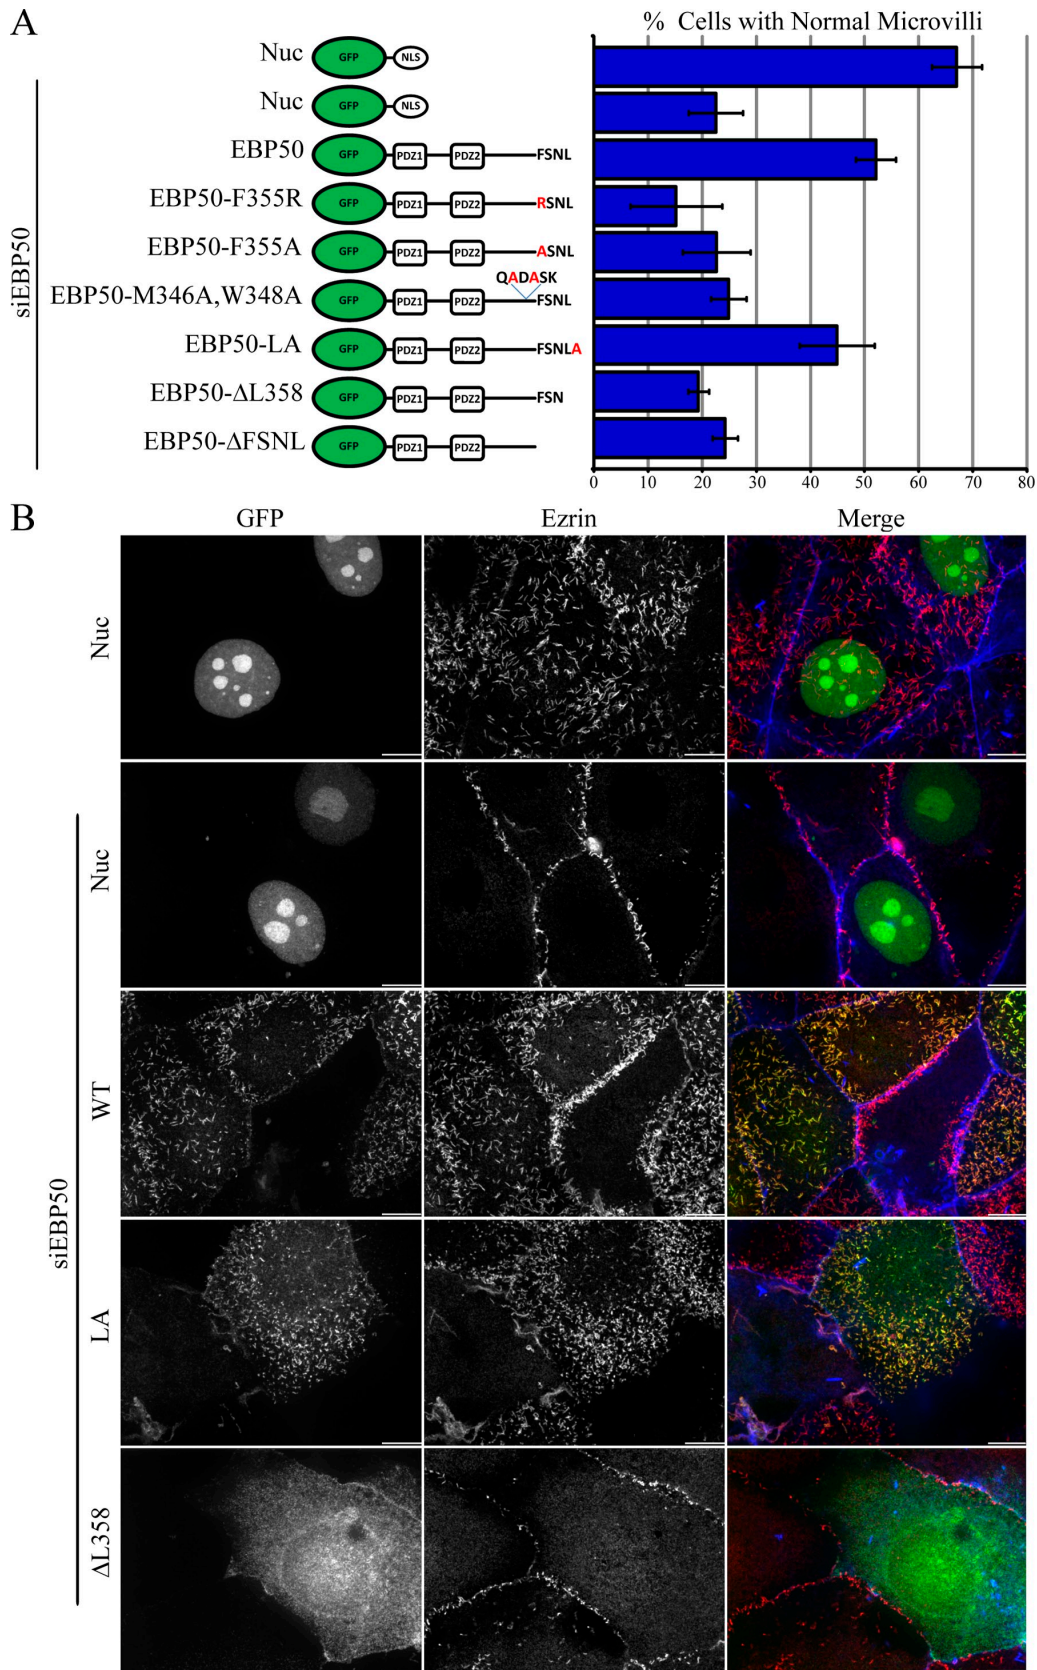 A
% Cells with Normal Microvilli
Nuc GFP NLS
siEBP50
Nuc GFP NLS
EBP50 GFP PDZ1 PDZ2 FSNL
EBP50-F355R GFP PDZ1 PDZ2 RSNL
EBP50-F355A GFP PDZ1 PDZ2 ASNL
QADASK
EBP50-M346A,W348A GFP PDZ1 PDZ2 FSNL
EBP50-LA GFP PDZ1 PDZ2 FSNLA
EBP50-ΔL358 GFP PDZ1 PDZ2 FSN
EBP50-ΔFSNL GFP PDZ1 PDZ2
0 10 20 30 40 50 60 70 80
B
GFP Ezrin Merge
Nuc
siEBP50
Nuc
WT
LA
ΔL358